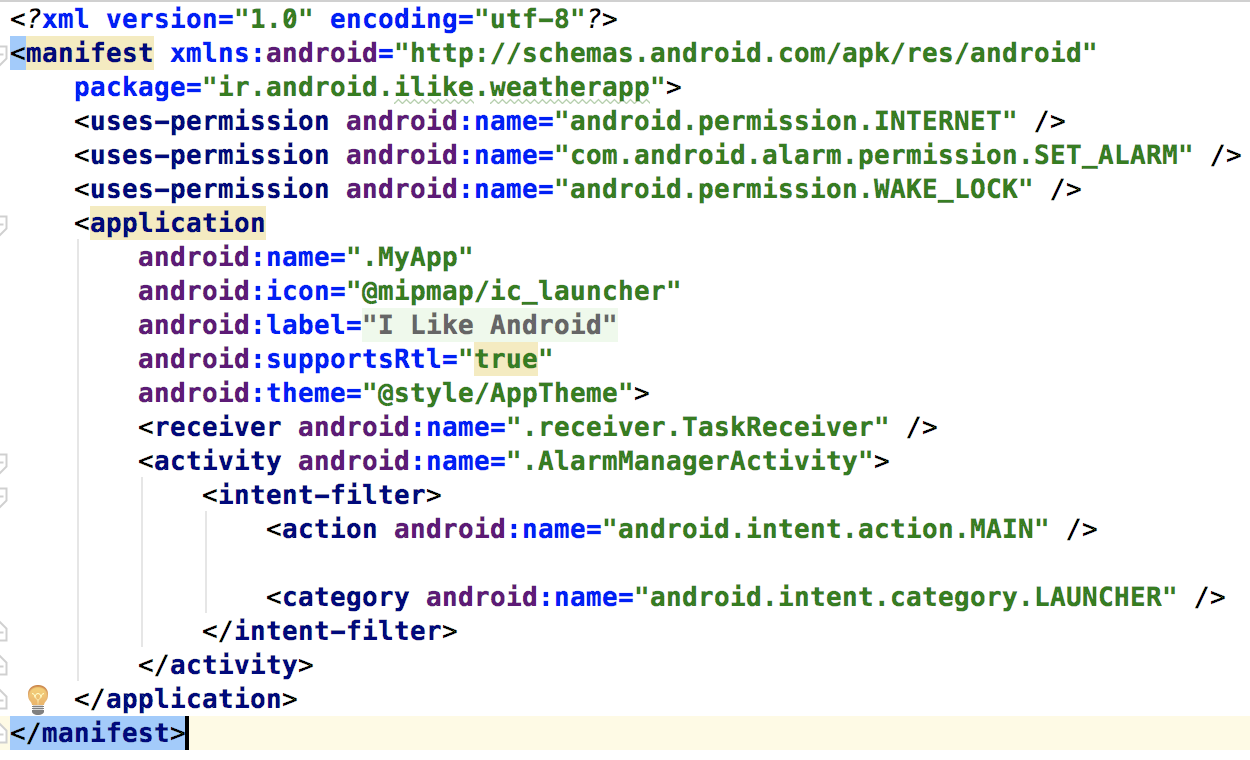 <?xml version="1.0" encoding="utf-8"?>
<manifest xmlns:android="http://schemas.android.com/apk/res/android"
    package="ir.android.ilike.weatherapp">
    <uses-permission android:name="android.permission.INTERNET" />
    <uses-permission android:name="com.android.alarm.permission.SET_ALARM" />
    <uses-permission android:name="android.permission.WAKE_LOCK" />
    <application
        android:name=".MyApp"
        android:icon="@mipmap/ic_launcher"
        android:label="I Like Android"
        android:supportsRtl="true"
        android:theme="@style/AppTheme">
        <receiver android:name=".receiver.TaskReceiver" />
        <activity android:name=".AlarmManagerActivity">
            <intent-filter>
                <action android:name="android.intent.action.MAIN" />

                <category android:name="android.intent.category.LAUNCHER" />
            </intent-filter>
        </activity>
    </application>
</manifest>